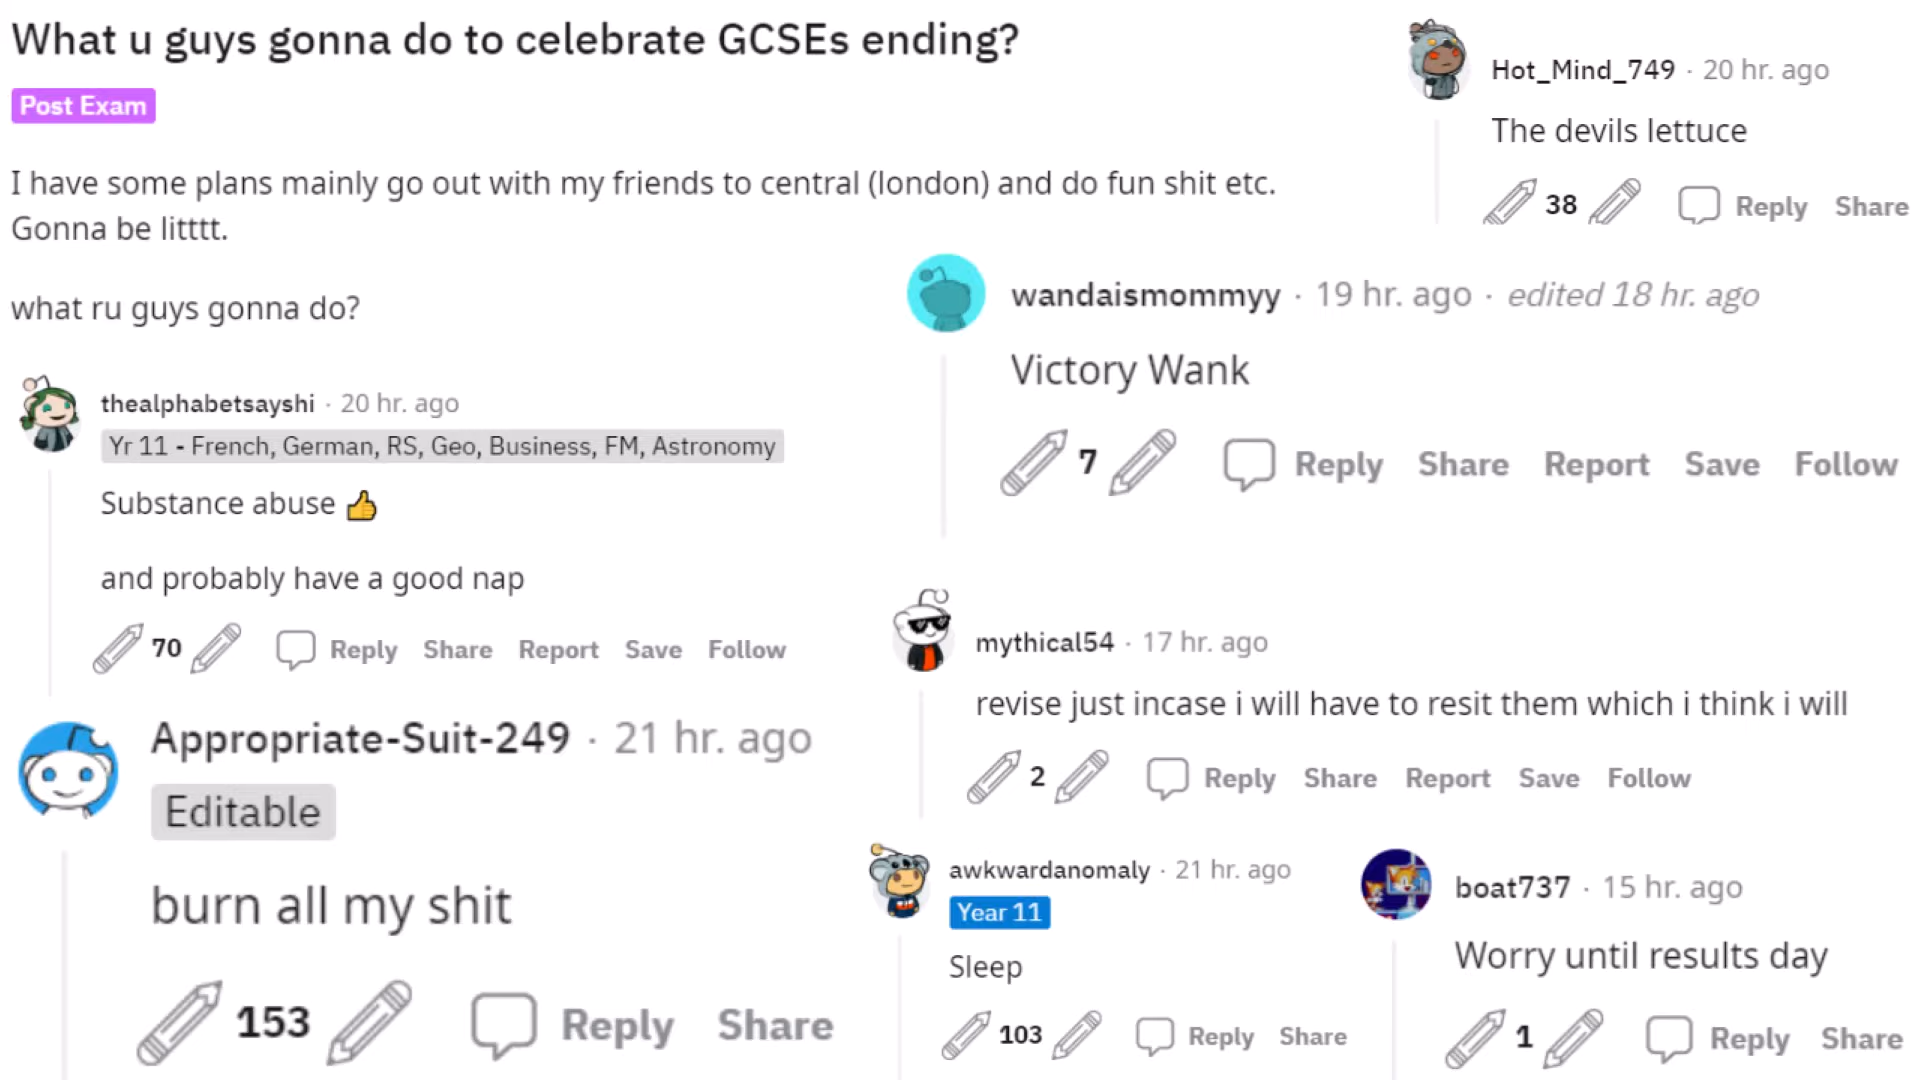 What u guys gonna do to celebrate GCSEs ending?
Post Exam
I have some plans mainly go out with my friends to central (london) and do fun shit etc.
Gonna be litttt.
what ru guys gonna do?
thealphabetsayshi · 20 hr. ago
Yr 11 - French, German, RS, Geo, Business, FM, Astronomy
Substance abuse 👍
and probably have a good nap
70 Reply Share Report Save Follow
Appropriate-Suit-249 · 21 hr. ago
Editable
burn all my shit
153 Reply Share
Hot_Mind_749 · 20 hr. ago
The devils lettuce
38 Reply Share
wandaismommyy · 19 hr. ago · edited 18 hr. ago
Victory Wank
7 Reply Share Report Save Follow
mythical54 · 17 hr. ago
revise just incase i will have to resit them which i think i will
2 Reply Share Report Save Follow
awkwardanomaly · 21 hr. ago
Year 11
Sleep
103 Reply Share
boat737 · 15 hr. ago
Worry until results day
1 Reply Share